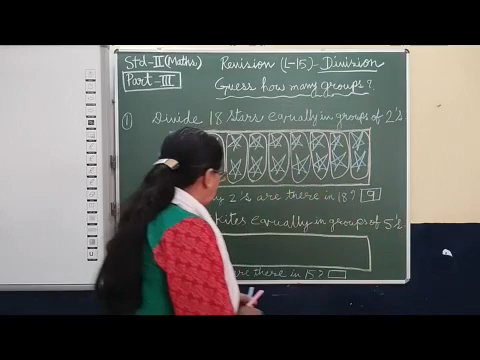 Std-II (Maths) Revision (L-15)- Division
Part-III Guess how many groups?
① Divide 18 stars equally in groups of 2's
y 2's are there in 18? 9
kites equally in groups of 5's
are there in 15?